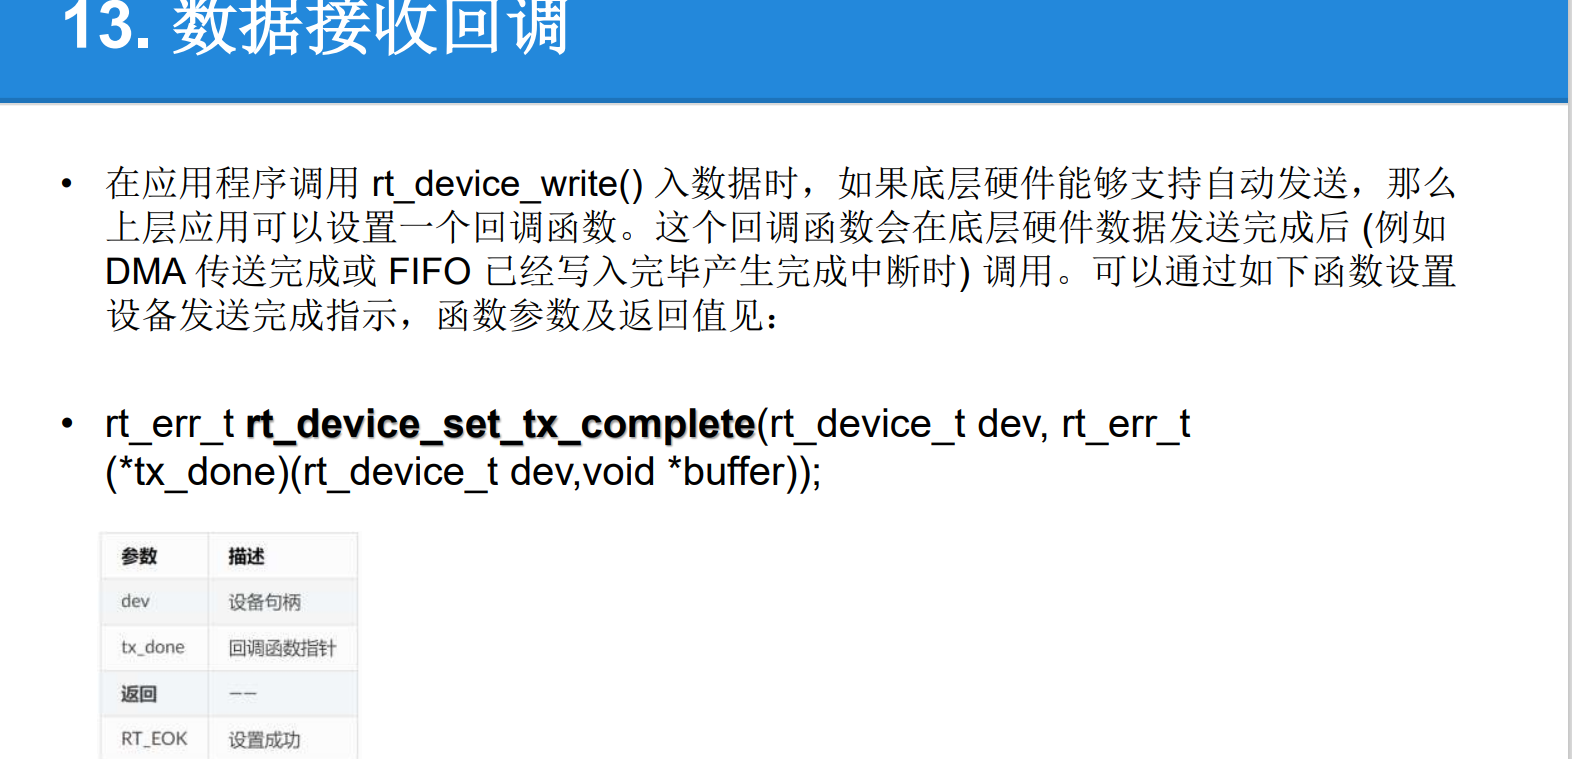 13. 数据接收回调
• 在应用程序调用 rt_device_write() 入数据时，如果底层硬件能够支持自动发送，那么
上层应用可以设置一个回调函数。这个回调函数会在底层硬件数据发送完成后 (例如
DMA 传送完成或 FIFO 已经写入完毕产生完成中断时) 调用。可以通过如下函数设置
设备发送完成指示，函数参数及返回值见：
• rt_err_t rt_device_set_tx_complete(rt_device_t dev, rt_err_t
(*tx_done)(rt_device_t dev,void *buffer));
参数 描述
dev 设备句柄
tx_done 回调函数指针
返回 ——
RT_EOK 设置成功